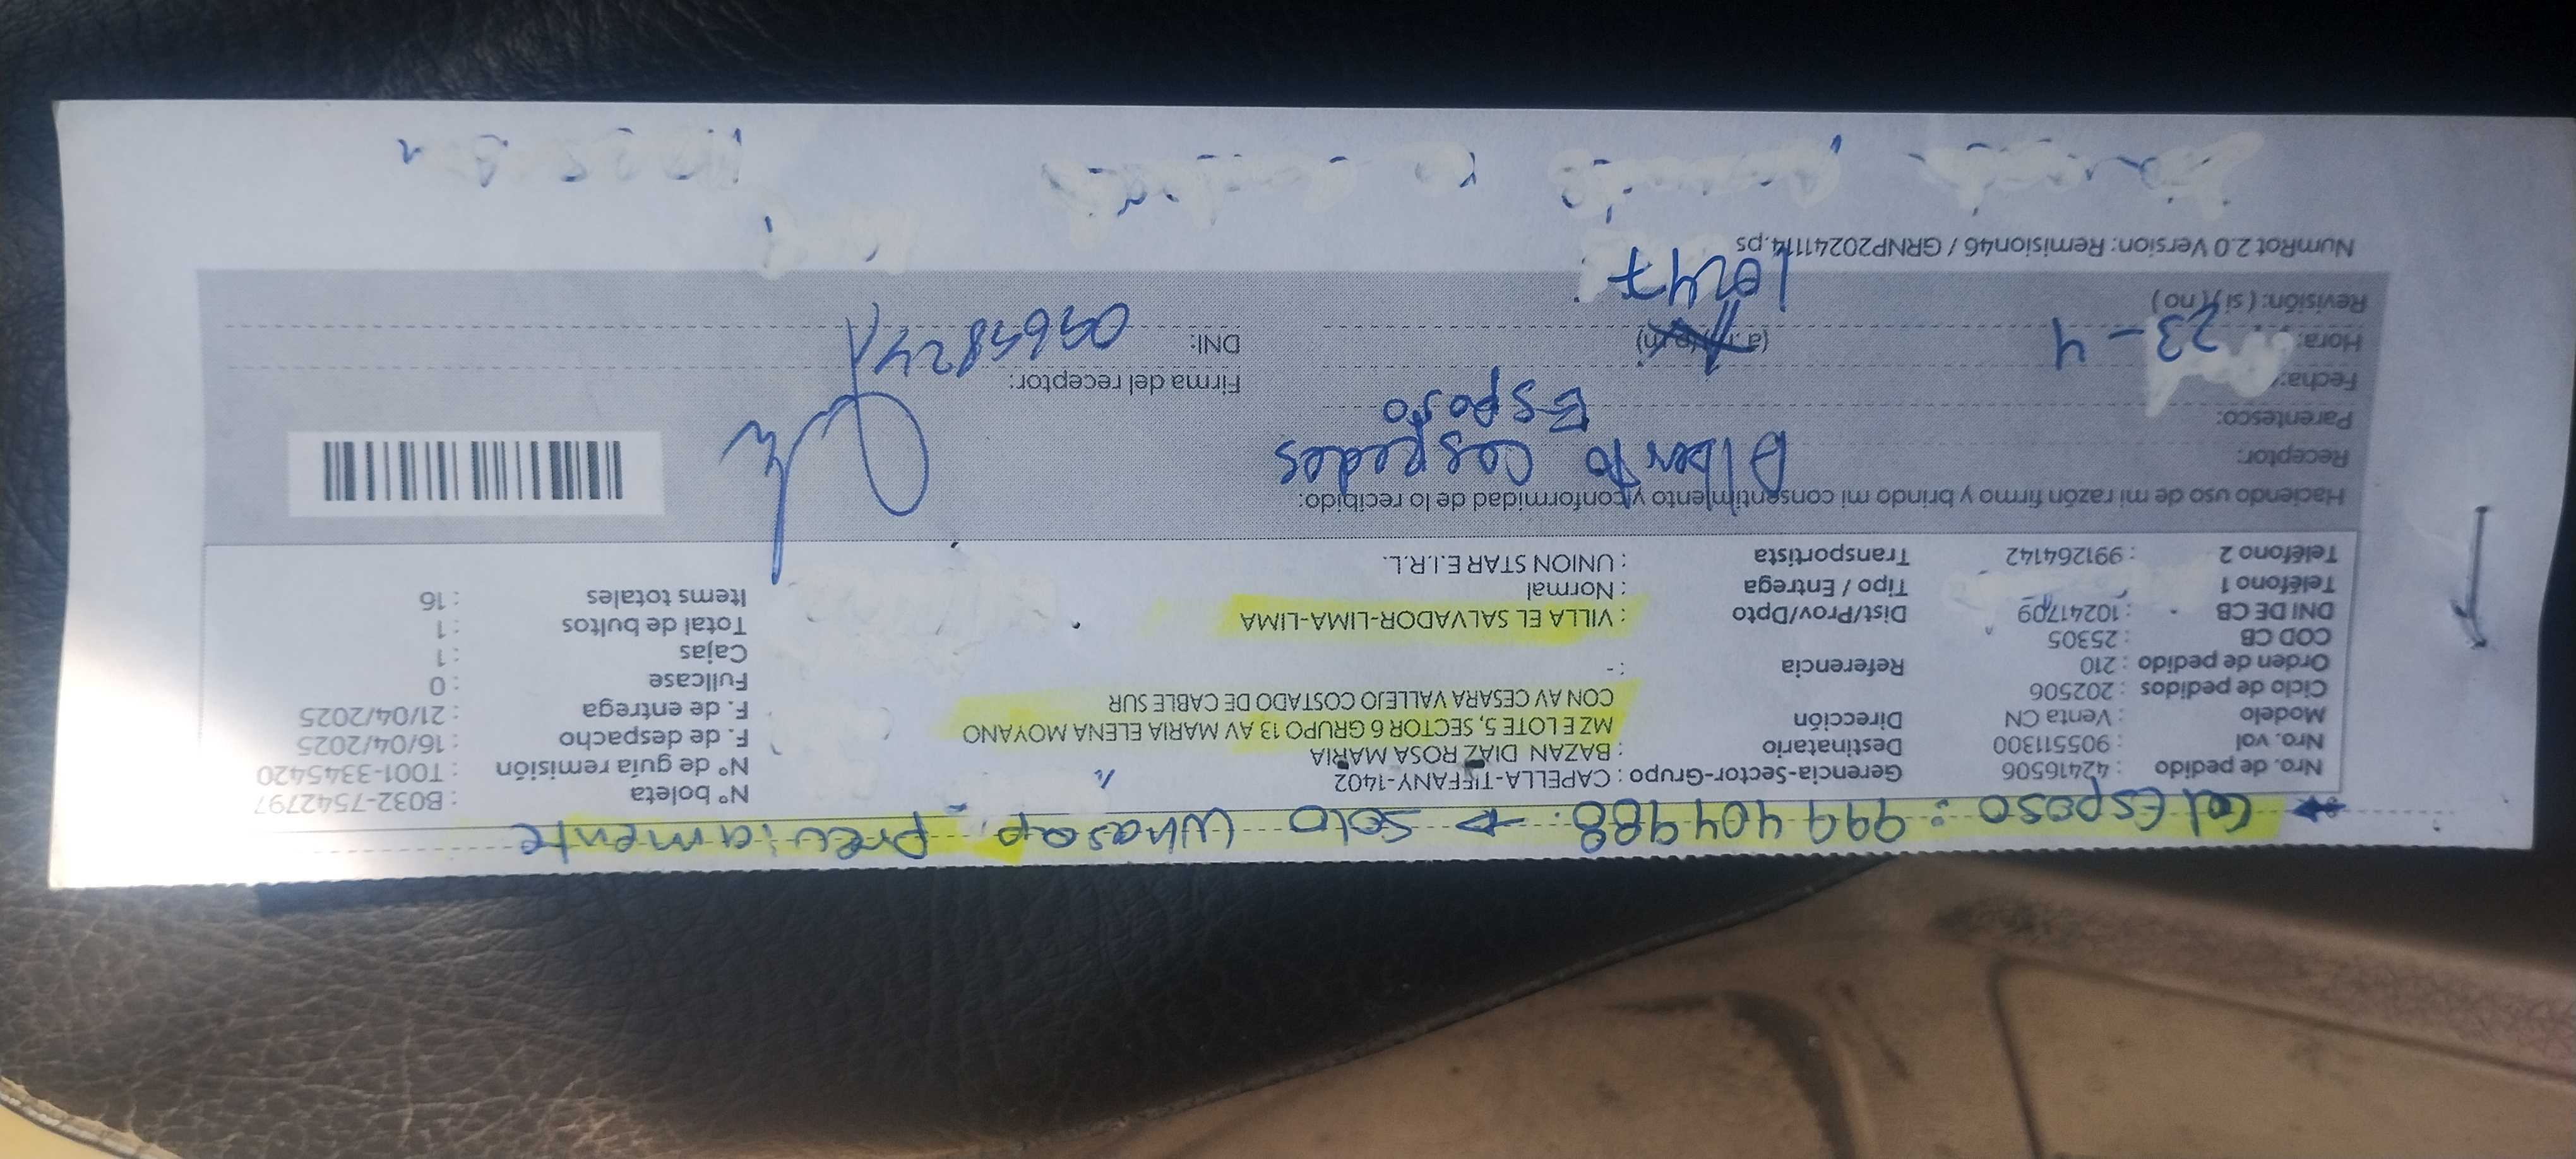 Cel Esposo: 999404988. → Solo Whasap, previamente
Nro. de pedido : 42416506
Nro. vol : 905511300
Modelo : Venta CN
Ciclo de pedidos : 202506
Orden de pedido : 210
COD CB : 25305
DNI DE CB : 10241709
Teléfono 1
Teléfono 2 : 991264142
Gerencia-Sector-Grupo : CAPELLA-TIFFANY-1402
Destinatario : BAZAN DIAZ ROSA MARIA
Dirección : MZ E LOTE 5, SECTOR 6 GRUPO 13 AV MARIA ELENA MOYANO
CON AV CESARA VALLEJO COSTADO DE CABLE SUR
Referencia : -
Dist/Prov/Dpto : VILLA EL SALVADOR-LIMA-LIMA
Tipo / Entrega : Normal
Transportista : UNION STAR E.I.R.L.
N° boleta : B032-7542797
N° de guía remisión : T001-3345420
F. de despacho : 16/04/2025
F. de entrega : 21/04/2025
Fullcase : 0
Cajas : 1
Total de bultos : 1
Items totales : 16
Haciendo uso de mi razón firmo y brindo mi consentimiento y conformidad de lo recibido:
Receptor: Alberto Cespedes
Parentesco: Esposo
Fecha: 23-4
Hora: (a.m) (p.m) 10:47
Revisión: ( si )( no )
Firma del receptor:
DNI:
NumRot 2.0 Version: Remision46 / GRNP20241114.ps